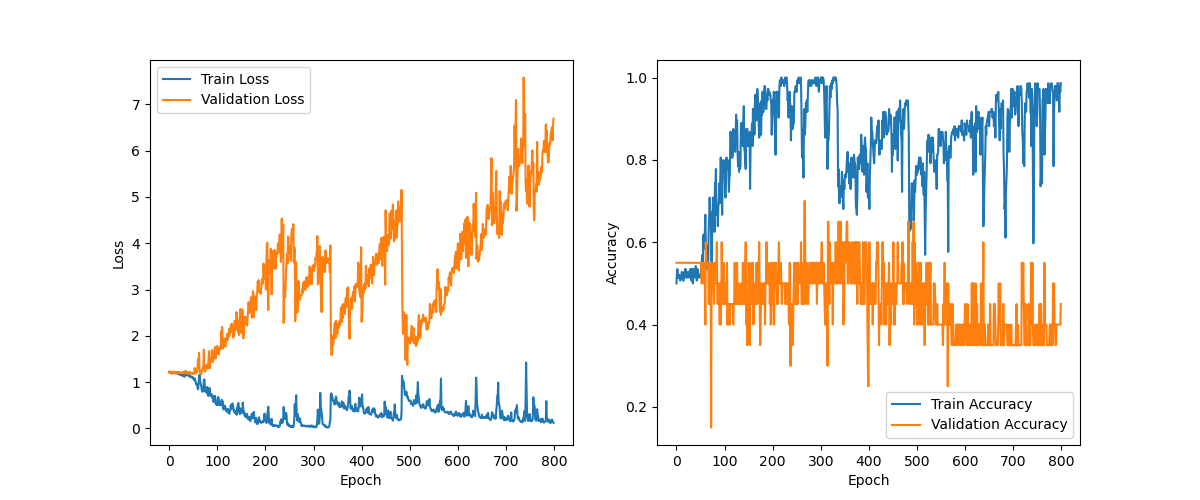 Train Loss
Validation Loss
Loss
7
6
5
4
3
2
1
0
0 100 200 300 400 500 600 700 800
Epoch
Accuracy
1.0
0.8
0.6
0.4
0.2
Train Accuracy
Validation Accuracy
0 100 200 300 400 500 600 700 800
Epoch